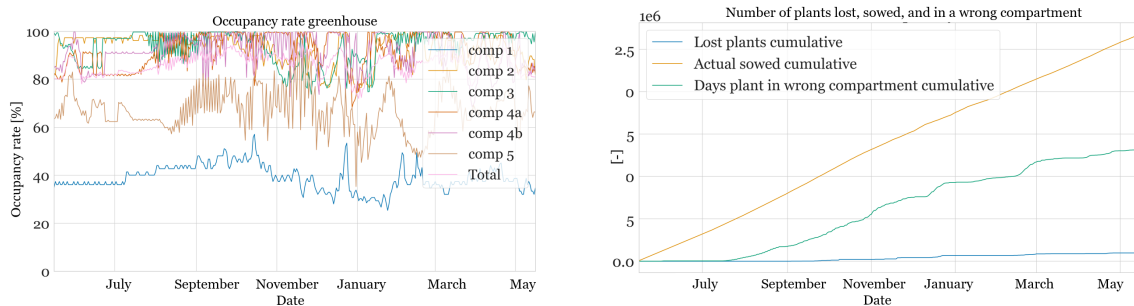 Occupancy rate greenhouse
100
80
60
40
20
0
Occupancy rate [%]
comp 1
comp 2
comp 3
comp 4a
comp 4b
comp 5
Total
July
September
November
January
March
May
Date
Number of plants lost, sowed, and in a wrong compartment
1e6
2.5
0
5
0
5
0.0
[-]
Lost plants cumulative
Actual sowed cumulative
Days plant in wrong compartment cumulative
July
September
November
January
March
May
Date